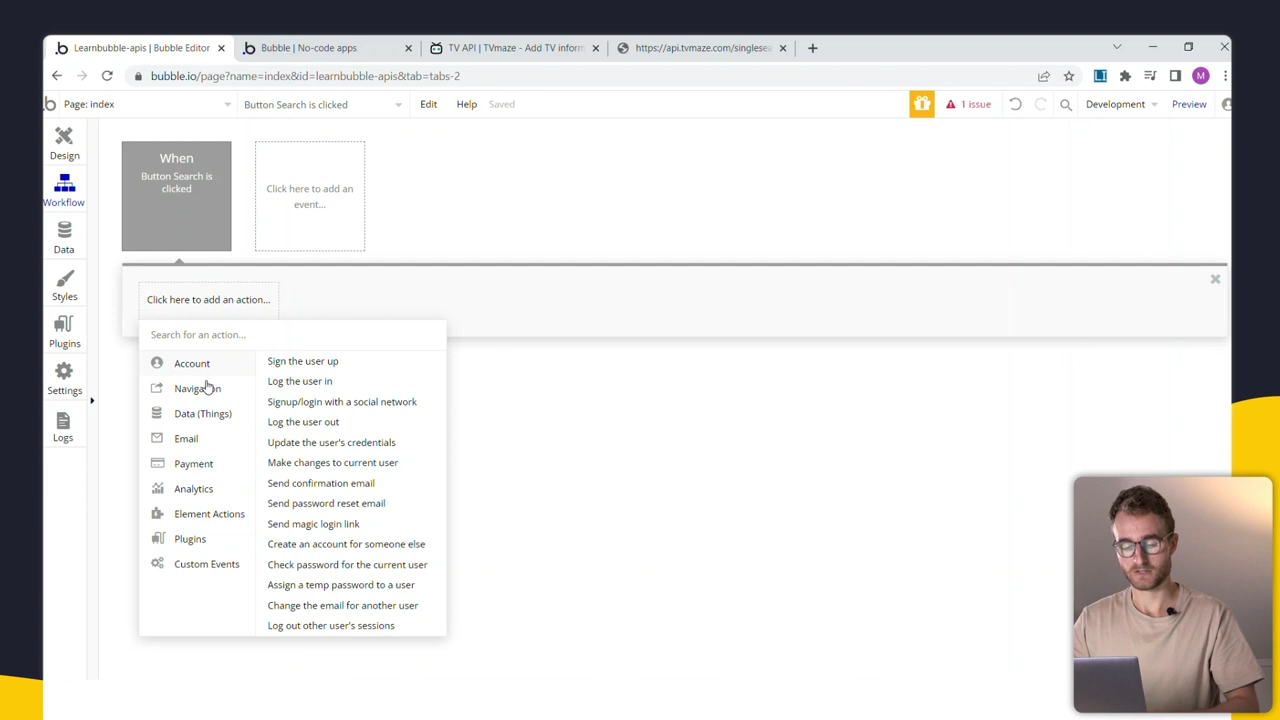 Learnbubble-apis | Bubble Editor
Bubble | No-code apps
TV API | TVmaze - Add TV inform
https://api.tvmaze.com/singlesea
bubble.io/page?name=index&id=learnbubble-apis&tab=tabs-2
M
Page: index
Button Search is clicked
Edit
Help
Saved
1 issue
Development
Preview
Design
Workflow
Data
Styles
Plugins
Settings
Logs
When
Button Search is
clicked
Click here to add an
event...
Click here to add an action...
Search for an action...
Account
Navigation
Data (Things)
Email
Payment
Analytics
Element Actions
Plugins
Custom Events
Sign the user up
Log the user in
Signup/login with a social network
Log the user out
Update the user's credentials
Make changes to current user
Send confirmation email
Send password reset email
Send magic login link
Create an account for someone else
Check password for the current user
Assign a temp password to a user
Change the email for another user
Log out other user's sessions